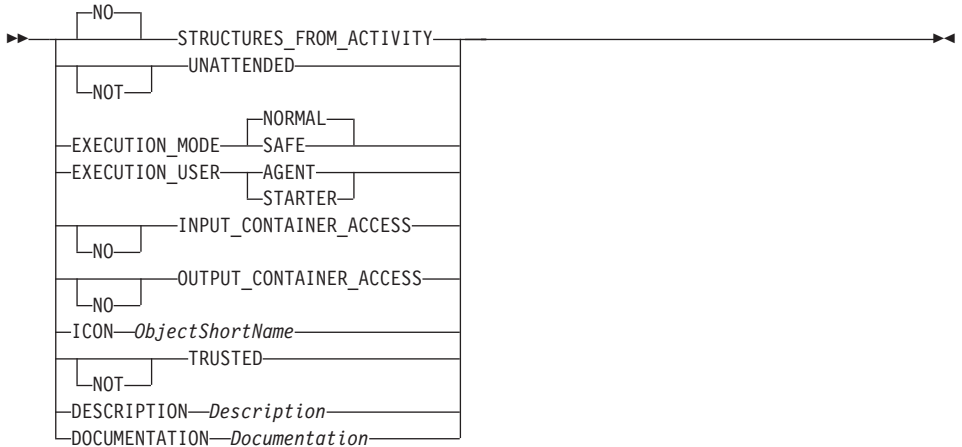 NO
STRUCTURES_FROM_ACTIVITY
UNATTENDED
NOT
NORMAL
EXECUTION_MODE SAFE
EXECUTION_USER AGENT
STARTER
INPUT_CONTAINER_ACCESS
NO
OUTPUT_CONTAINER_ACCESS
NO
ICON ObjectShortName
TRUSTED
NOT
DESCRIPTION Description
DOCUMENTATION Documentation